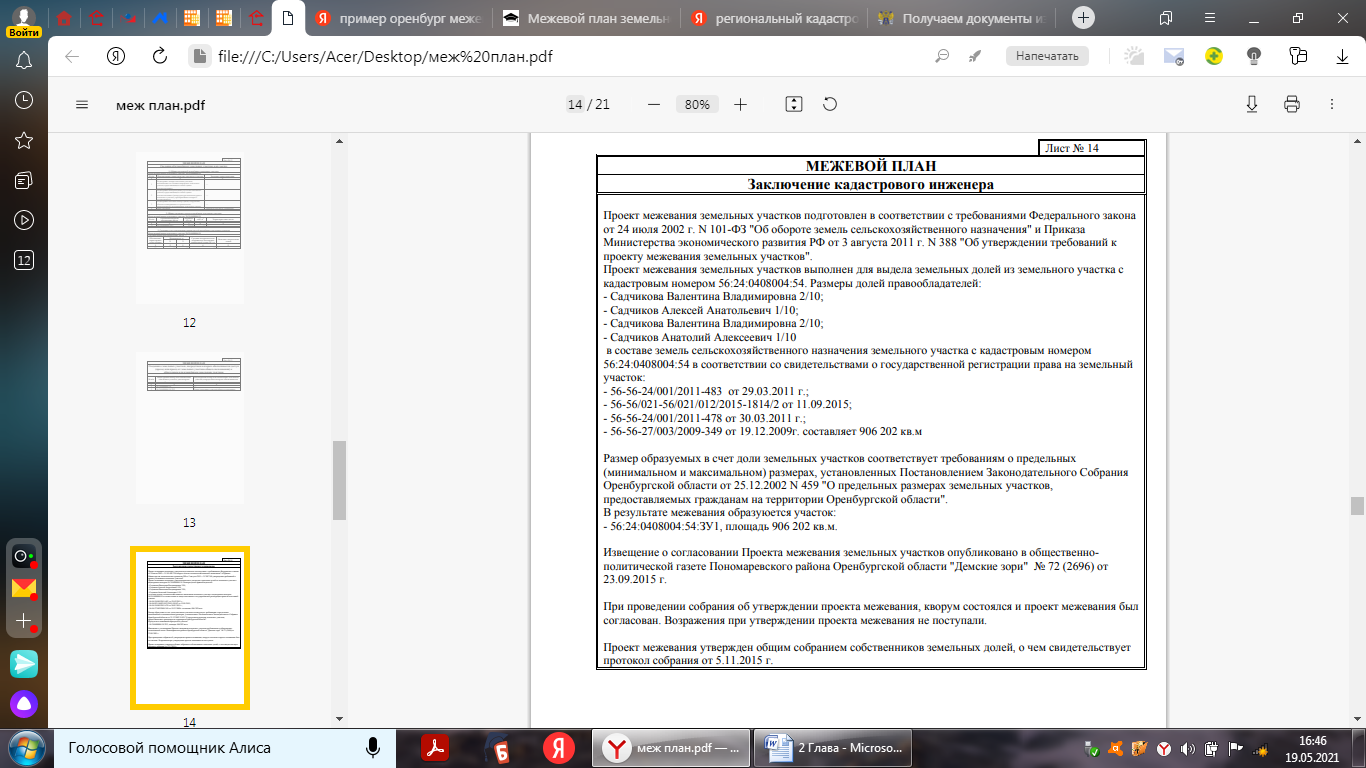 Войти
пример оренбург меже
Межевой план земельн
региональный кадастро
Получаем документы и
file:///C:/Users/Acer/Desktop/меж%20план.pdf
Напечатать
меж план.pdf
14 / 21
80%
12
12
13
14
Лист № 14
МЕЖЕВОЙ ПЛАН
Заключение кадастрового инженера
Проект межевания земельных участков подготовлен в соответствии с требованиями Федерального закона
от 24 июля 2002 г. N 101-ФЗ "Об обороте земель сельскохозяйственного назначения" и Приказа
Министерства экономического развития РФ от 3 августа 2011 г. N 388 "Об утверждении требований к
проекту межевания земельных участков".
Проект межевания земельных участков выполнен для выдела земельных долей из земельного участка с
кадастровым номером 56:24:0408004:54. Размеры долей правообладателей:
- Садчикова Валентина Владимировна 2/10;
- Садчиков Алексей Анатольевич 1/10;
- Садчикова Валентина Владимировна 2/10;
- Садчиков Анатолий Алексеевич 1/10
в составе земель сельскохозяйственного назначения земельного участка с кадастровым номером
56:24:0408004:54 в соответствии со свидетельствами о государственной регистрации права на земельный
участок:
- 56-56-24/001/2011-483 от 29.03.2011 г.;
- 56-56/021-56/021/012/2015-1814/2 от 11.09.2015;
- 56-56-24/001/2011-478 от 30.03.2011 г.;
- 56-56-27/003/2009-349 от 19.12.2009г. составляет 906 202 кв.м
Размер образуемых в счет доли земельных участков соответствует требованиям о предельных
(минимальном и максимальном) размерах, установленных Постановлением Законодательного Собрания
Оренбургской области от 25.12.2002 N 459 "О предельных размерах земельных участков,
предоставляемых гражданам на территории Оренбургской области".
В результате межевания образуюется участок:
- 56:24:0408004:54:ЗУ1, площадь 906 202 кв.м.
Извещение о согласовании Проекта межевания земельных участков опубликовано в общественно-
политической газете Пономаревского района Оренбургской области "Демские зори" № 72 (2696) от
23.09.2015 г.
При проведении собрания об утверждении проекта межевания, кворум состоялся и проект межевания был
согласован. Возражения при утверждении проекта межевания не поступали.
Проект межевания утвержден общим собранием собственников земельных долей, о чем свидетельствует
протокол собрания от 5.11.2015 г.
Голосовой помощник Алиса
меж план.pdf — ...
2 Глава - Microso...
16:46
19.05.2021